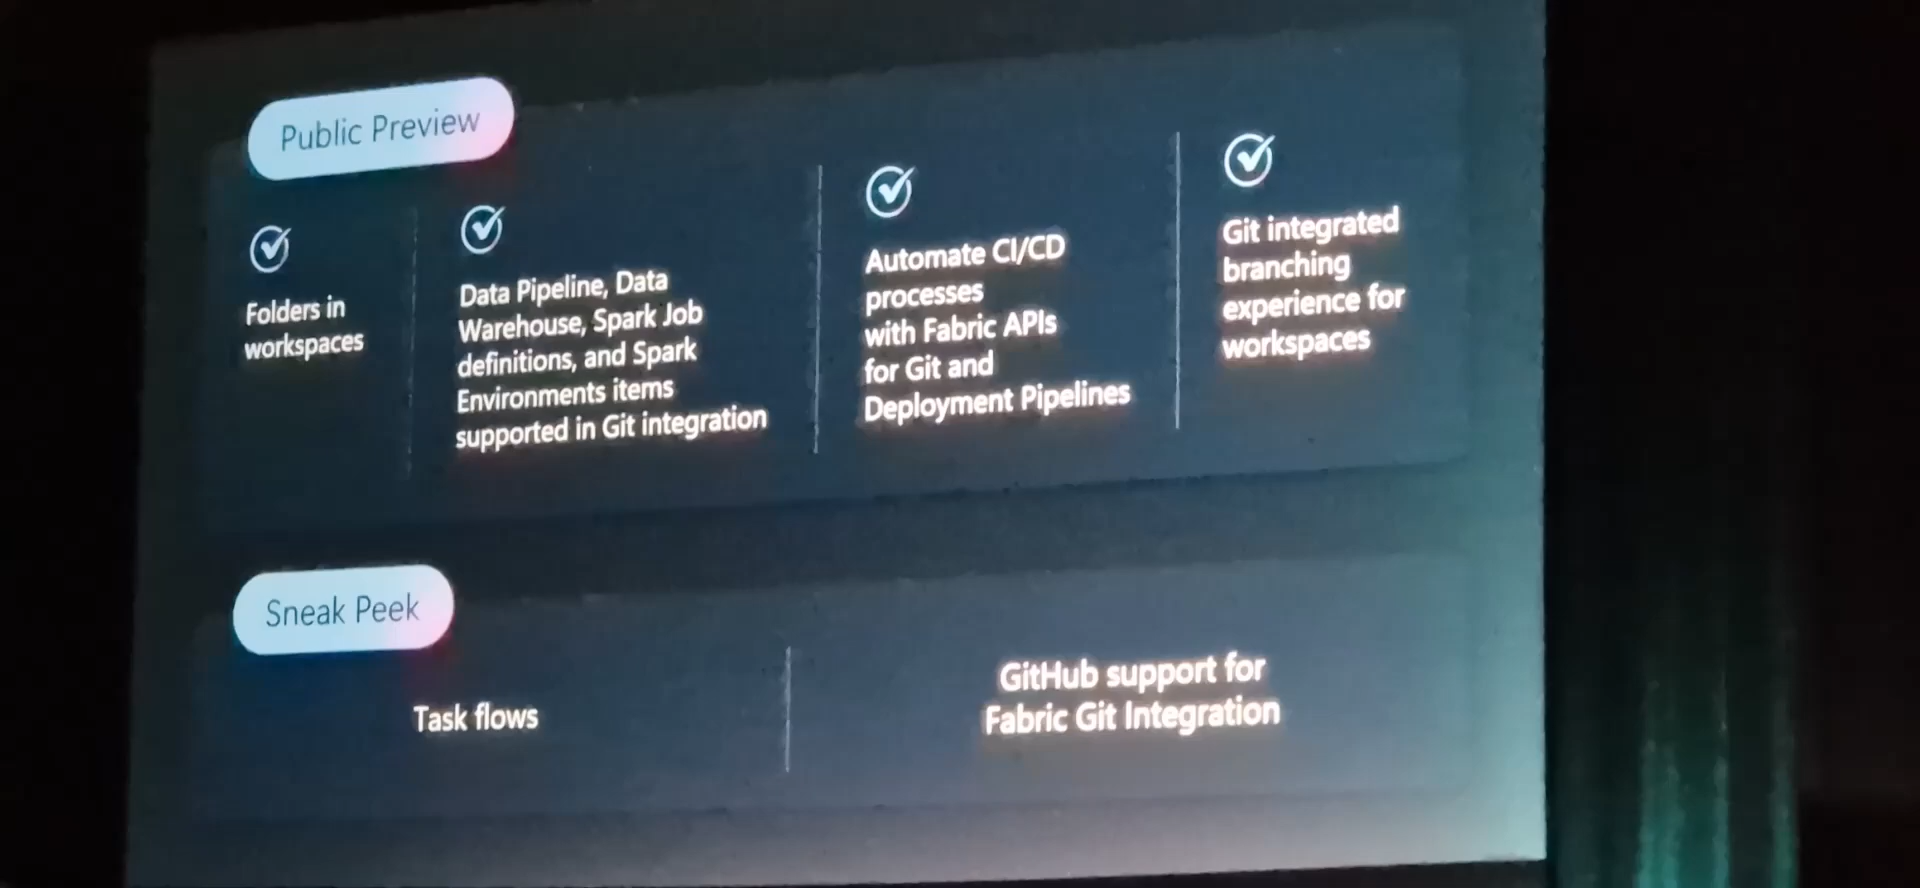 Public Preview
Folders in
workspaces
Data Pipeline, Data
Warehouse, Spark Job
definitions, and Spark
Environments items
supported in Git integration
Automate CI/CD
processes
with Fabric APIs
for Git and
Deployment Pipelines
Git integrated
branching
experience for
workspaces
Sneak Peek
Task flows
GitHub support for
Fabric Git Integration